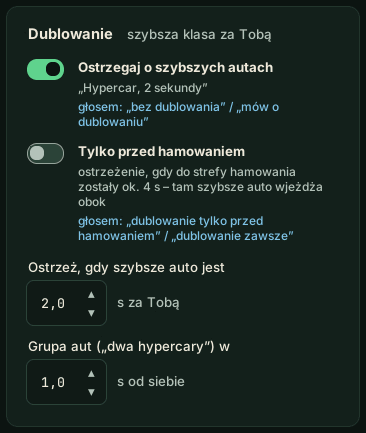 Dublowanie szybsza klasa za Tobą
Ostrzegaj o szybszych autach
„Hypercar, 2 sekundy”
głosem: „bez dublowania” / „mów o
dublowaniu”
Tylko przed hamowaniem
ostrzeżenie, gdy do strefy hamowania
zostały ok. 4 s – tam szybsze auto wjeżdża
obok
głosem: „dublowanie tylko przed
hamowaniem” / „dublowanie zawsze”
Ostrzeż, gdy szybsze auto jest
2,0 s za Tobą
Grupa aut („dwa hypercary”) w
1,0 s od siebie